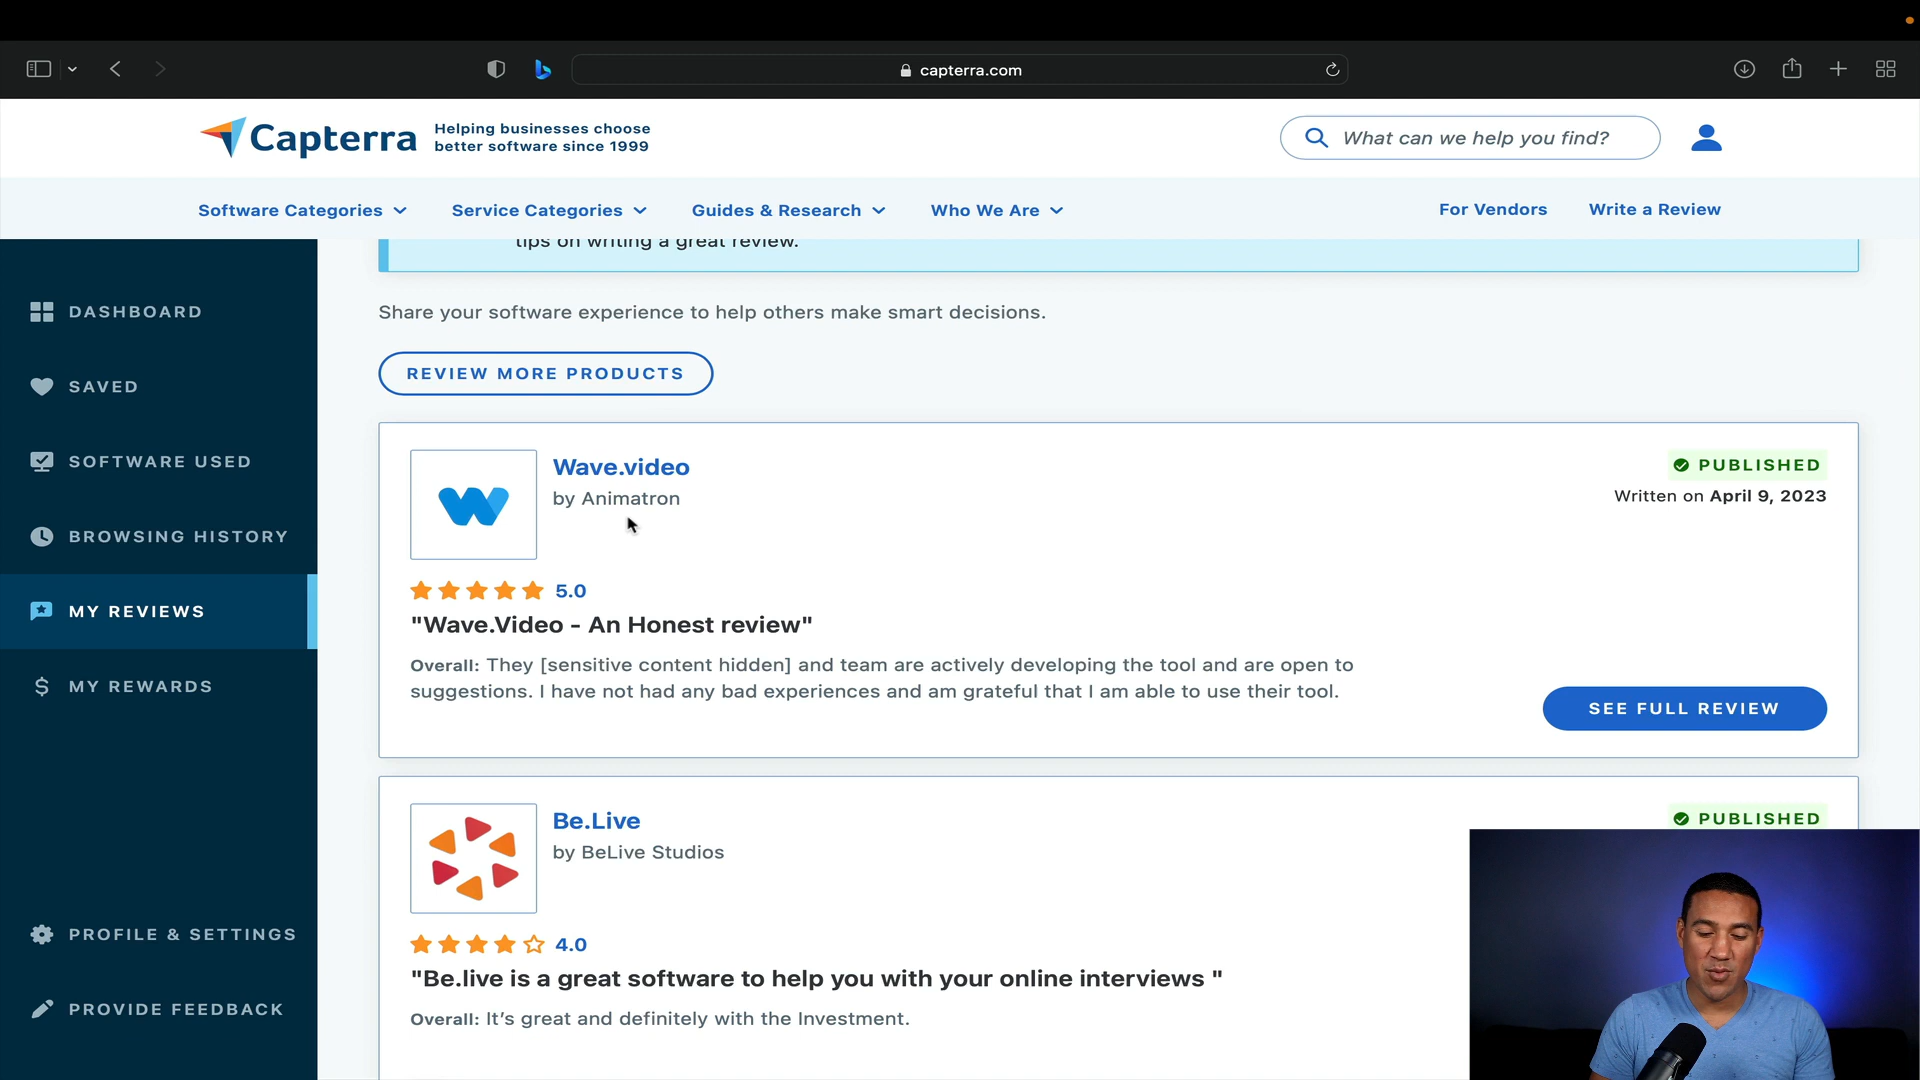 capterra.com
Capterra
Helping businesses choose
better software since 1999
What can we help you find?
Software Categories
Service Categories
Guides & Research
Who We Are
For Vendors
Write a Review
tips on writing a great review.
DASHBOARD
SAVED
SOFTWARE USED
BROWSING HISTORY
MY REVIEWS
MY REWARDS
PROFILE & SETTINGS
PROVIDE FEEDBACK
Share your software experience to help others make smart decisions.
REVIEW MORE PRODUCTS
Wave.video
by Animatron
PUBLISHED
Written on April 9, 2023
5.0
"Wave.Video - An Honest review"
Overall: They [sensitive content hidden] and team are actively developing the tool and are open to
suggestions. I have not had any bad experiences and am grateful that I am able to use their tool.
SEE FULL REVIEW
Be.Live
by BeLive Studios
PUBLISHED
4.0
"Be.live is a great software to help you with your online interviews "
Overall: It's great and definitely with the Investment.